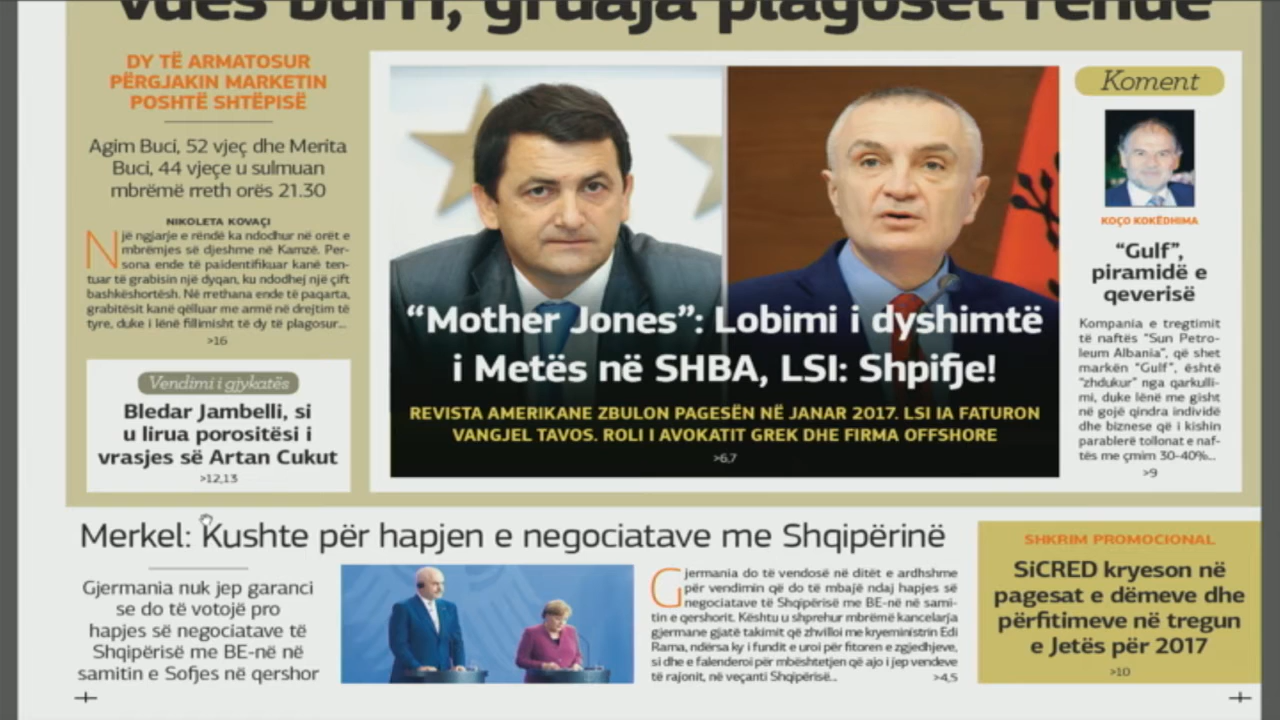 vdes burri, gruaja plagoset rëndë
DY TË ARMATOSUR
PËRGJAKIN MARKETIN
POSHTË SHTËPISË
Agim Buci, 52 vjeç dhe Merita
Buci, 44 vjeçe u sulmuan
mbrëmë rreth orës 21.30
NIKOLETA KOVAÇI
Një ngjarje e rëndë ka ndodhur në orët e
mbrëmjes së djeshme në Kamzë. Per-
sona ende të paidentifikuar kanë ten-
tuar të grabisin një dyqan, ku ndodhej një çift
bashkëshortësh. Në rrethana ende të paqarta,
grabitësit kanë qëlluar me armë në drejtim të
tyre, duke i lënë fillimisht të dy të plagosur...
>16
Vendimi i gjykatës
Bledar Jambelli, si
u lirua porositësi i
vrasjes së Artan Cukut
>12,13
“Mother Jones”: Lobimi i dyshimtë
i Metës në SHBA, LSI: Shpifje!
REVISTA AMERIKANE ZBULON PAGESËN NË JANAR 2017. LSI IA FATURON
VANGJEL TAVOS. ROLI I AVOKATIT GREK DHE FIRMA OFFSHORE
>6,7
Koment
KOÇO KOKËDHIMA
“Gulf”,
piramidë e
qeverisë
Kompania e tregtimit
të naftës “Sun Petro-
leum Albania”, që shet
markën “Gulf”, është
“zhdukur” nga qarkulli-
mi, duke lënë me gisht
në gojë qindra individë
dhe biznese që i kishin
parablerë tollonat e naf-
tës me çmim 30-40%...
>9
Merkel: Kushte për hapjen e negociatave me Shqipërinë
Gjermania nuk jep garanci
se do të votojë pro
hapjes së negociatave të
Shqipërisë me BE-në në
samitin e Sofjes në qershor
Gjermania do të vendosë në ditët e ardhshme
për vendimin që do të mbajë ndaj hapjes së
negociatave të Shqipërisë me BE-në në sami-
tin e qershorit. Kështu u shpreh mbrëmë kancelarja
gjermane gjatë takimit që zhvilloi me kryeministrin Edi
Rama, ndërsa ky i fundit e uroi për fitoren e zgjedhjeve,
si dhe e falenderoi për mbështetjen që ajo i jep vendeve
të rajonit, në veçanti Shqipërisë... >4,5
SHKRIM PROMOCIONAL
SiCRED kryeson në
pagesat e dëmeve dhe
përfitimeve në tregun
e Jetës për 2017
>10